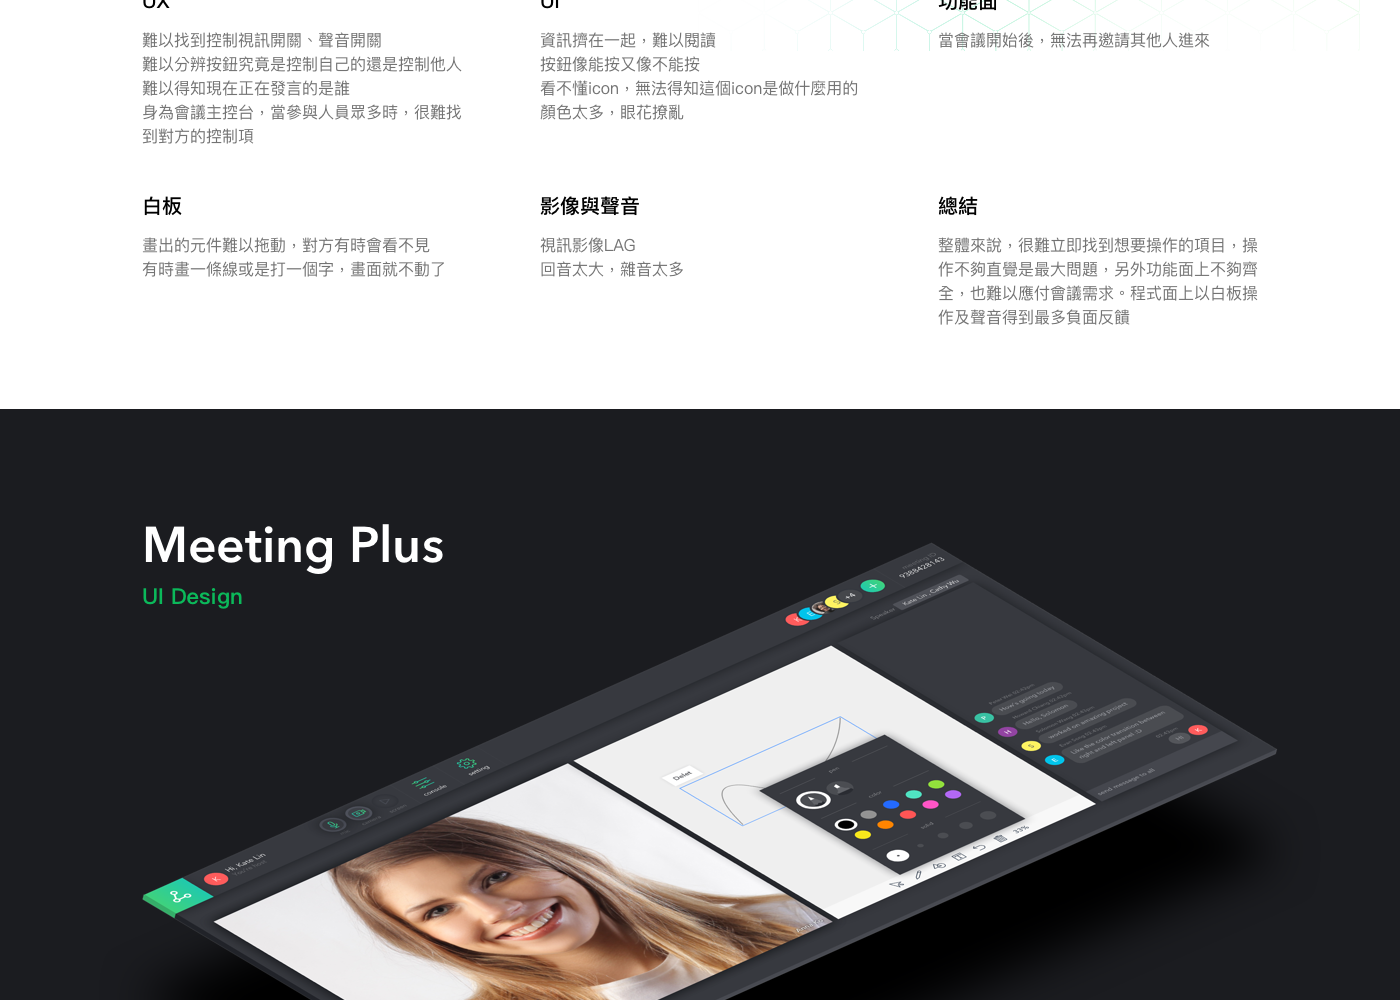 UX
難以找到控制視訊開關、聲音開關
難以分辨按鈕究竟是控制自己的還是控制他人
難以得知現在正在發言的是誰
身為會議主控台，當參與人員眾多時，很難找
到對方的控制項
UI
資訊擠在一起，難以閱讀
按鈕像能按又像不能按
看不懂icon，無法得知這個icon是做什麼用的
顏色太多，眼花撩亂
功能面
當會議開始後，無法再邀請其他人進來
白板
畫出的元件難以拖動，對方有時會看不見
有時畫一條線或是打一個字，畫面就不動了
影像與聲音
視訊影像LAG
回音太大，雜音太多
總結
整體來說，很難立即找到想要操作的項目，操
作不夠直覺是最大問題，另外功能面上不夠齊
全，也難以應付會議需求。程式面上以白板操
作及聲音得到最多負面反饋
Meeting Plus
UI Design
9388428143
+4
Speaker
Kate Lin , Cathy Wu
How's going today
Hello, Solomon
worked on amazing project
Like the color transition between
right and left panel :D
send message to all
P
H
S
E
K
setting
console
Hi, Kate Lin
K
Delet
pen
color
solid
33%